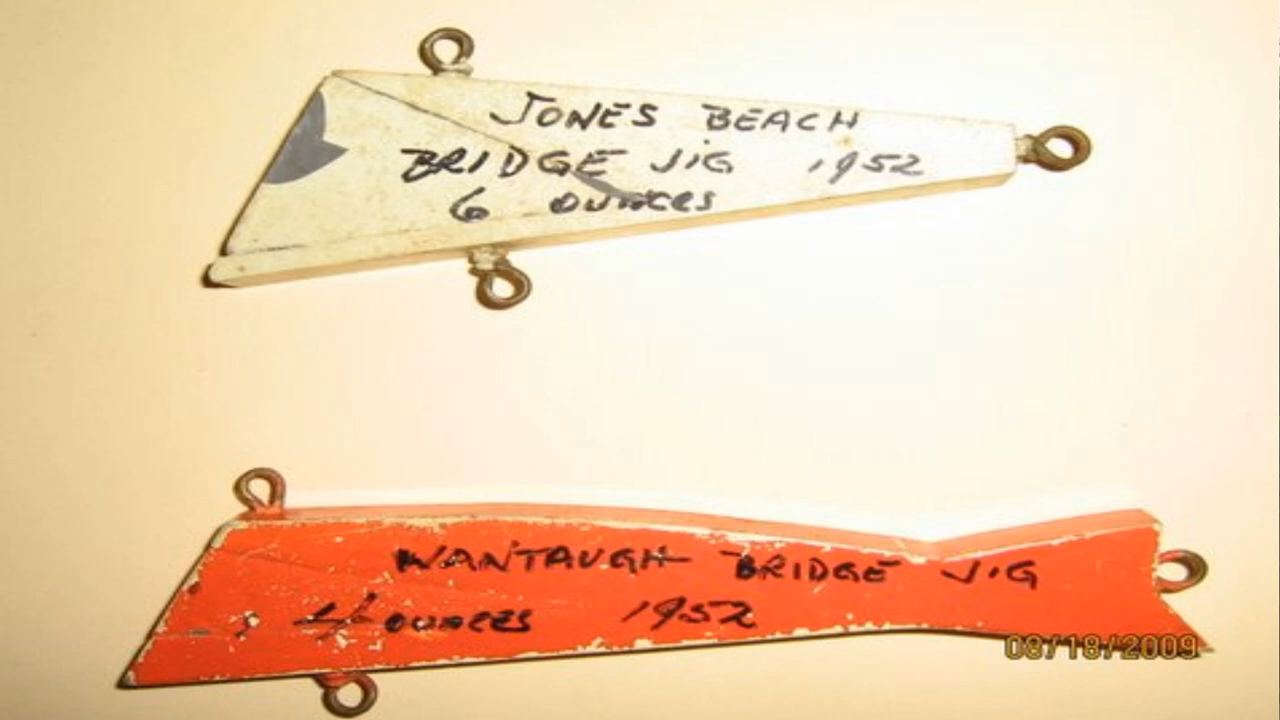 JONES BEACH
BRIDGE JIG 1952
6 OUNCES
WANTAUGH BRIDGE JIG
4 OUNCES 1952
08/18/2009